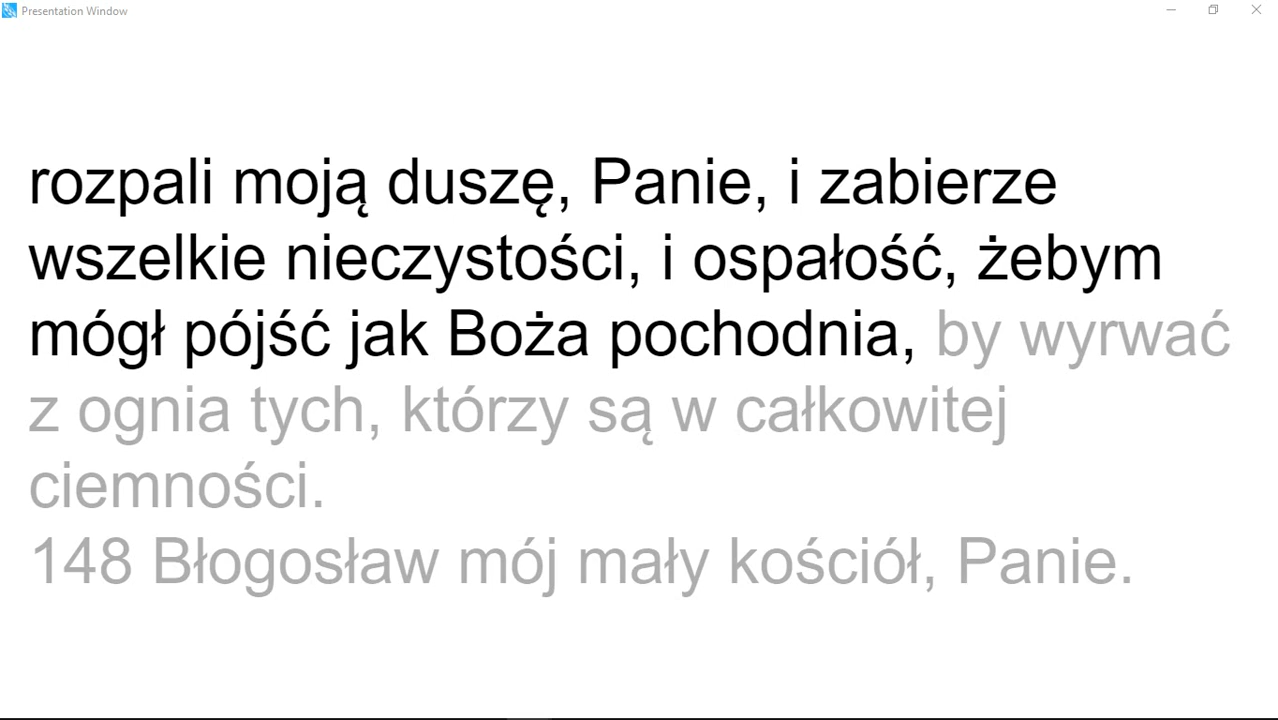 Presentation Window
rozpali moją duszę, Panie, i zabierze
wszelkie nieczystości, i ospałość, żebym
mógł pójść jak Boża pochodnia, by wyrwać
z ognia tych, którzy są w całkowitej
ciemności.
148 Błogosław mój mały kościół, Panie.